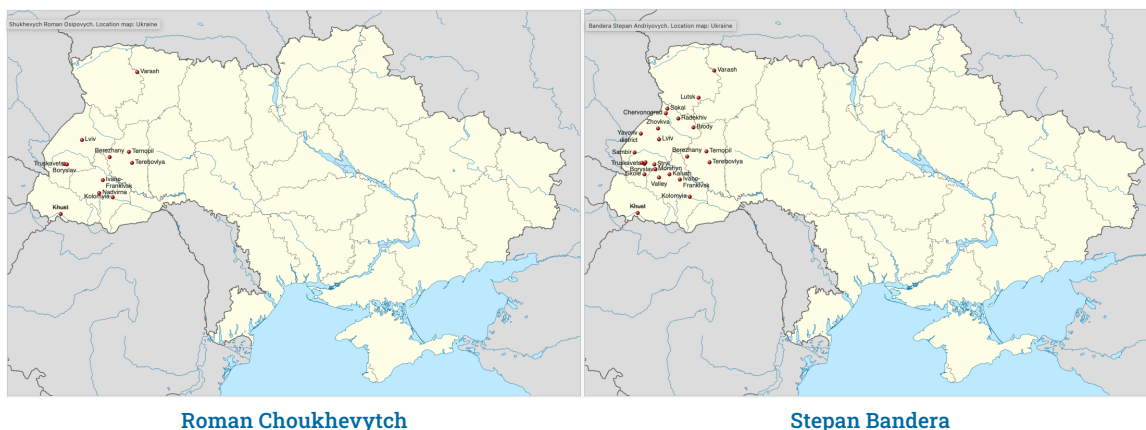 Shukhevych Roman Osipovych. Location map: Ukraine
Varash
Lviv
Berezhany
Ternopil
Truskavets
Terebovlya
Boryslav
Ivano-
Frankivsk
Nadvirna
Kolomyia
Khust
Roman Choukhevytch
Bandera Stepan Andriyovych. Location map: Ukraine
Varash
Lutsk
Sokal
Chervonograd
Radekhiv
Zhovkva
Brody
Yavoriv
district
Lviv
Sambir
Berezhany
Ternopil
Truskavets
Stryi
Terebovlya
Boryslav
Morshyn
Skole
Kalush
Valley
Ivano-
Frankivsk
Kolomyia
Khust
Stepan Bandera